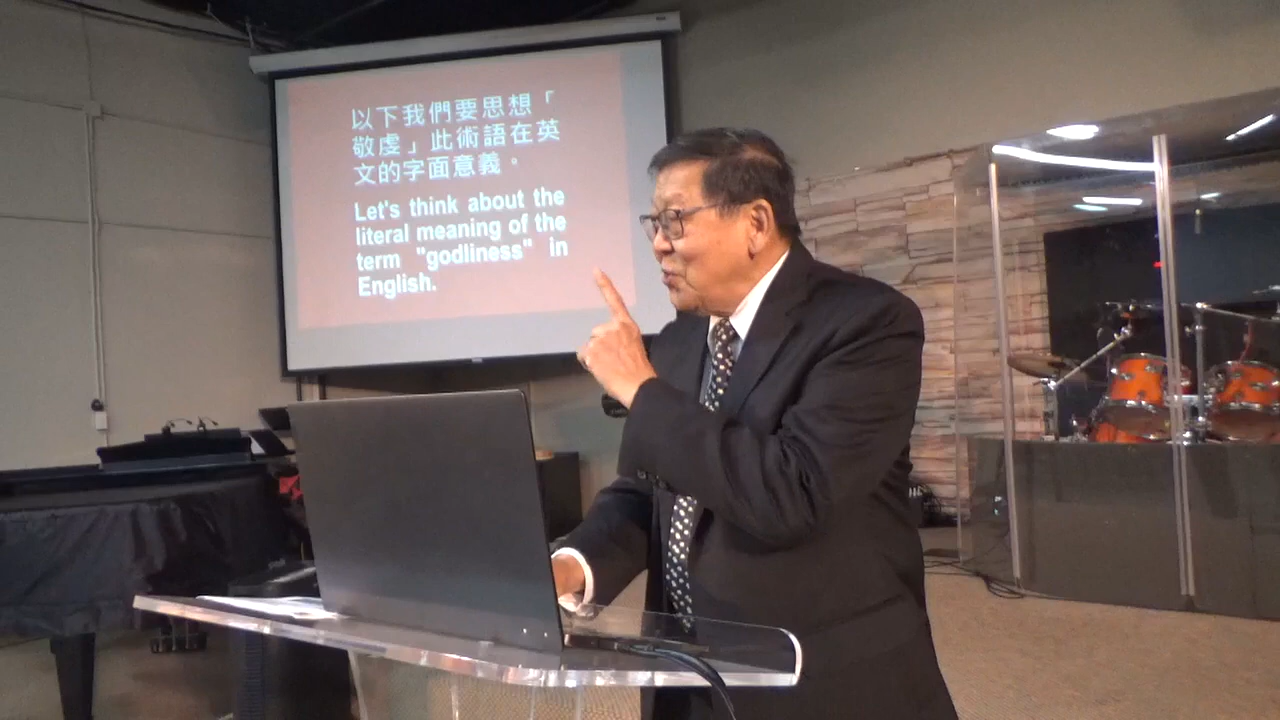 以下我們要思想「
敬虔」此術語在英
文的字面意義。
Let's think about the
literal meaning of the
term "godliness" in
English.